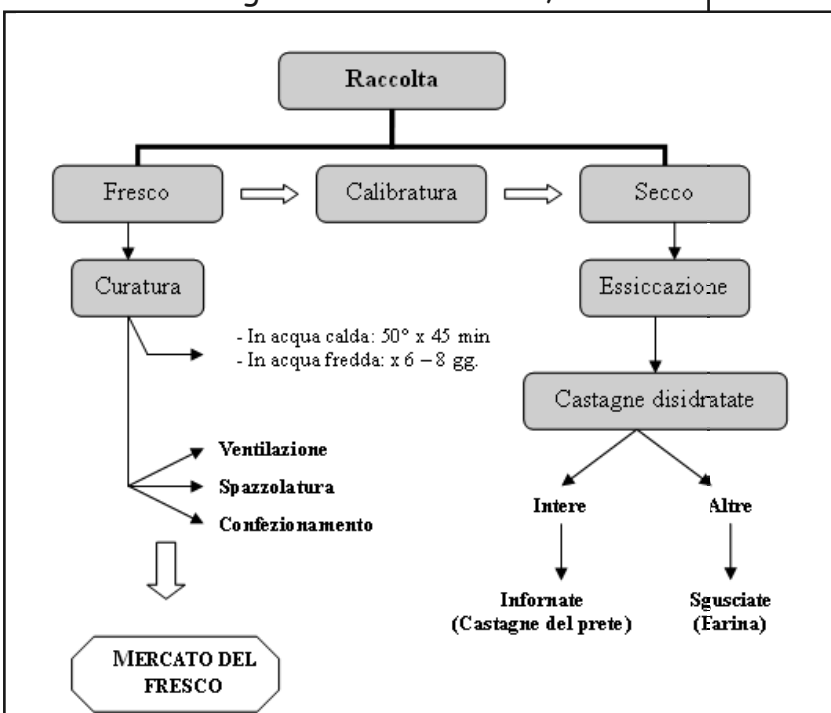 Raccolta
Fresco
Calibratura
Secco
Curatura
Essiccazione
- In acqua calda: 50° x 45 min
- In acqua fredda: x 6 – 8 gg.
Castagne disidratate
Ventilazione
Spazzolatura
Confezionamento
Intere
Altre
Infornate
(Castagne del prete)
Sgusciate
(Farina)
MERCATO DEL
FRESCO